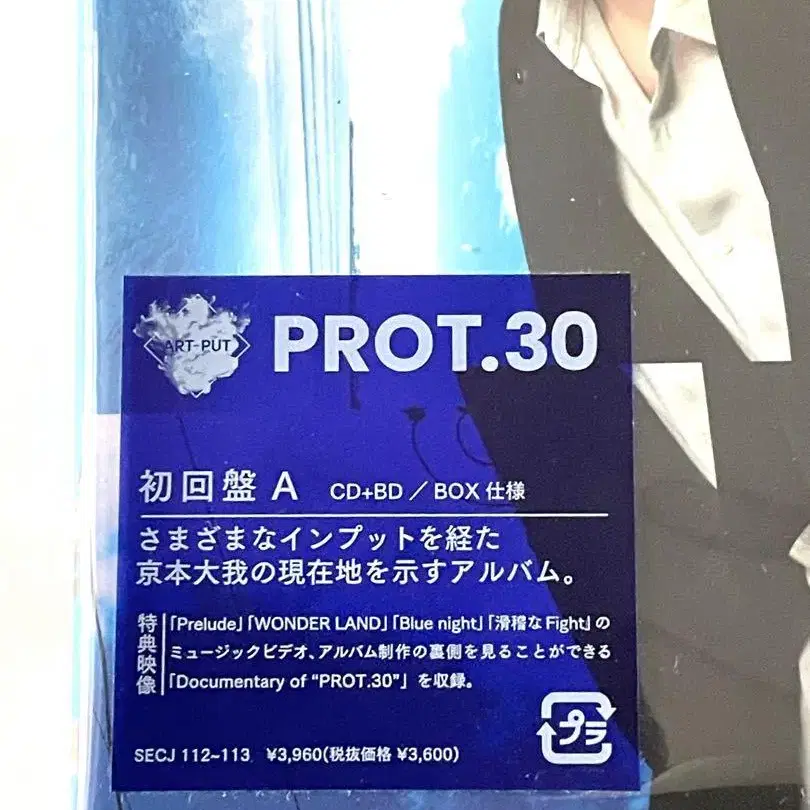 ART-PUT
PROT.30
初回盤 A CD+BD ／ BOX 仕様
さまざまなインプットを経た
京本大我の現在地を示すアルバム。
特典映像
「Prelude」「WONDER LAND」「Blue night」「滑稽な Fight」の
ミュージックビデオ、アルバム制作の裏側を見ることができる
「Documentary of “PROT.30”」 を収録。
プラ
SECJ 112~113 ¥3,960(税抜価格 ¥3,600)